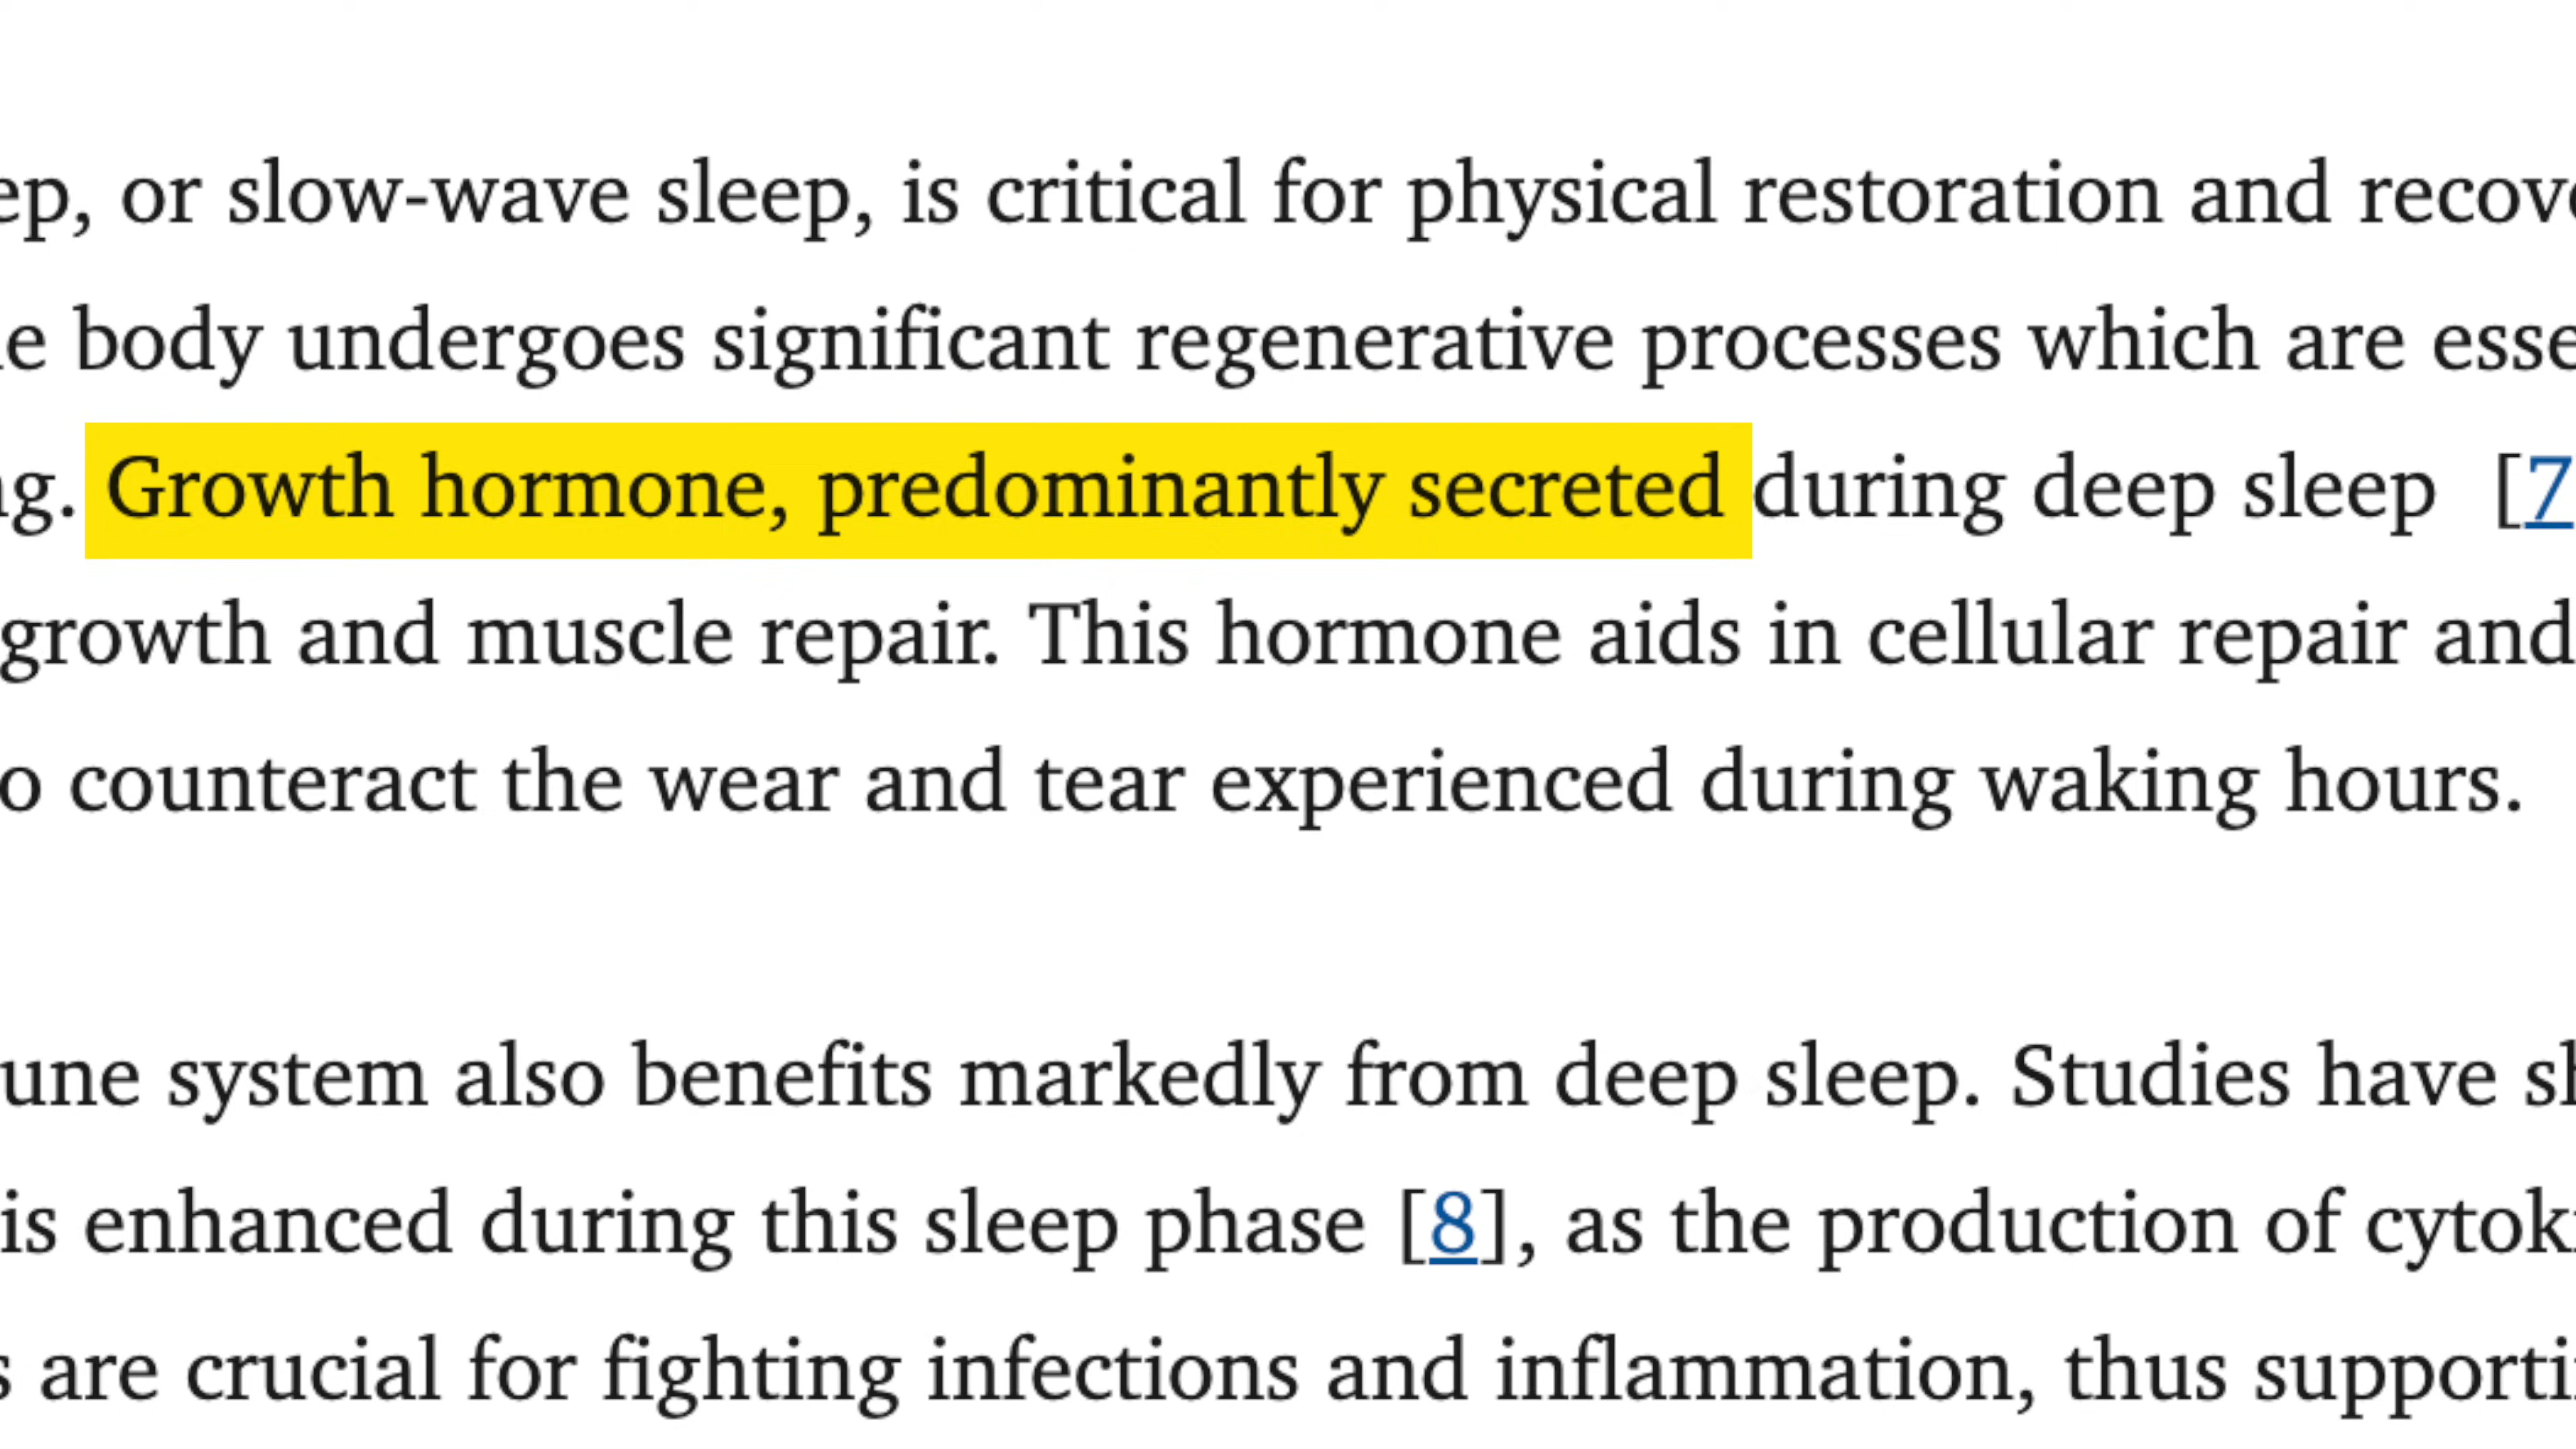 ep, or slow-wave sleep, is critical for physical restoration and recove
e body undergoes significant regenerative processes which are esse
g. Growth hormone, predominantly secreted during deep sleep [7
growth and muscle repair. This hormone aids in cellular repair and
o counteract the wear and tear experienced during waking hours.
une system also benefits markedly from deep sleep. Studies have sh
is enhanced during this sleep phase [8], as the production of cytoki
s are crucial for fighting infections and inflammation, thus supporti